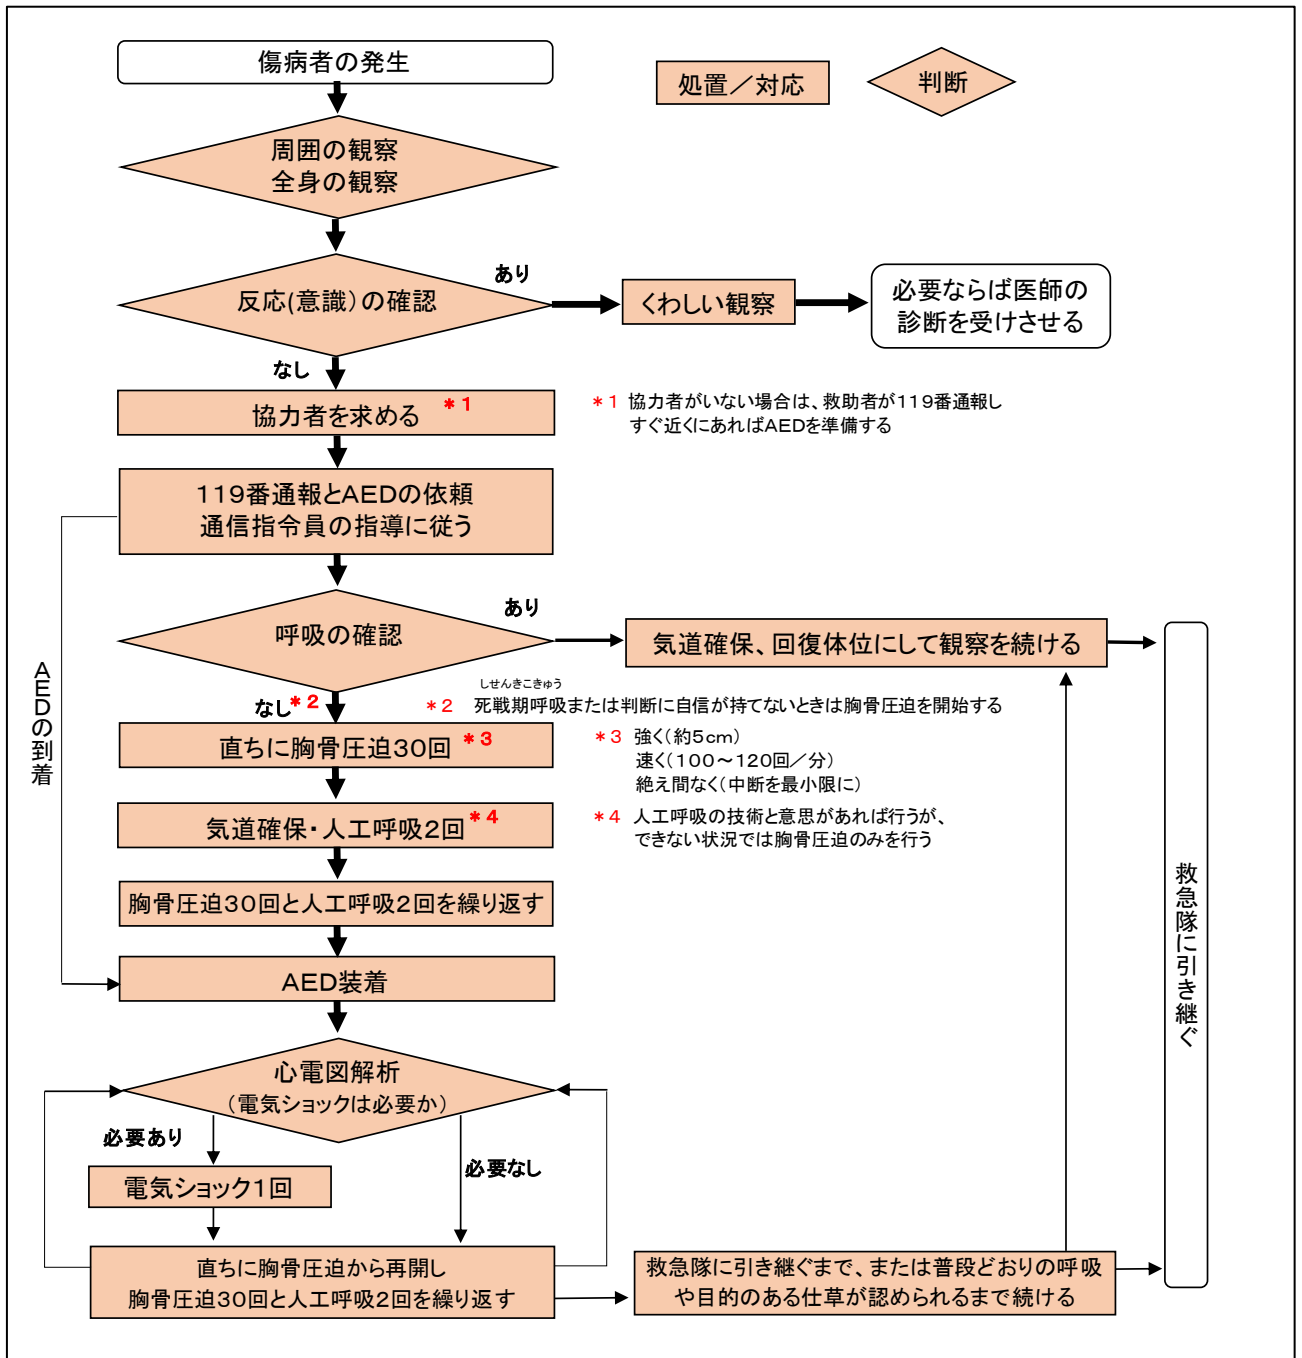 傷病者の発生
処置／対応
判断
周囲の観察
全身の観察
反応(意識)の確認
あり
くわしい観察
必要ならば医師の
診断を受けさせる
なし
協力者を求める *1
*1 協力者がいない場合は、救助者が119番通報し
すぐ近くにあればAEDを準備する
119番通報とAEDの依頼
通信指令員の指導に従う
呼吸の確認
あり
気道確保、回復体位にして観察を続ける
AEDの到着
なし*2
しせんきこきゅう
*2 死戦期呼吸または判断に自信が持てないときは胸骨圧迫を開始する
直ちに胸骨圧迫30回 *3
*3 強く(約5cm)
速く(100～120回／分)
絶え間なく(中断を最小限に)
気道確保・人工呼吸2回 *4
*4 人工呼吸の技術と意思があれば行うが、
できない状況では胸骨圧迫のみを行う
胸骨圧迫30回と人工呼吸2回を繰り返す
救急隊に引き継ぐ
AED装着
心電図解析
(電気ショックは必要か)
必要あり
必要なし
電気ショック1回
直ちに胸骨圧迫から再開し
胸骨圧迫30回と人工呼吸2回を繰り返す
救急隊に引き継ぐまで、または普段どおりの呼吸
や目的のある仕草が認められるまで続ける